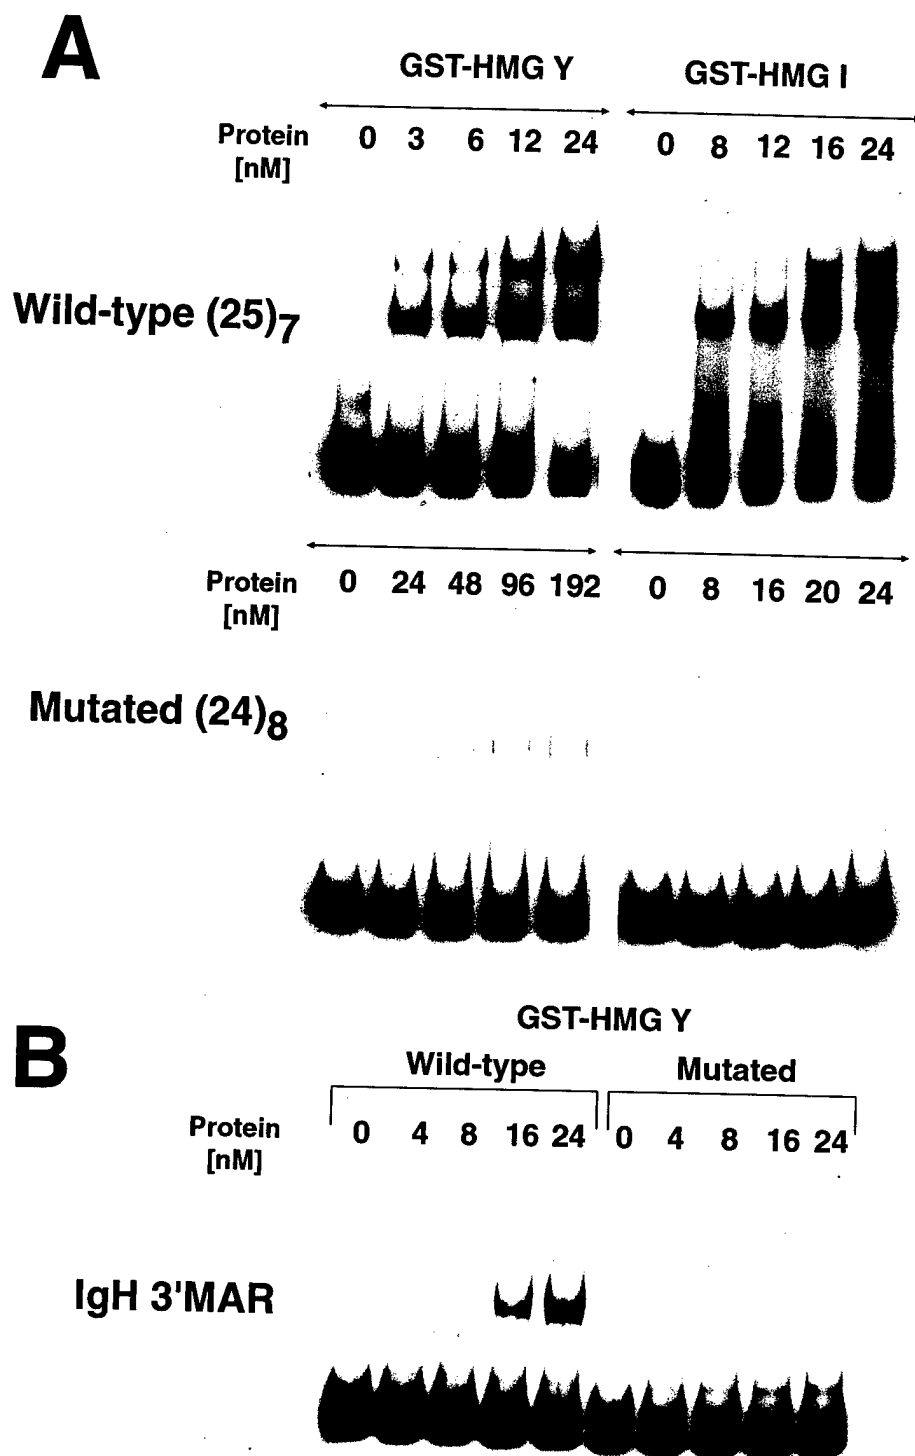 A
GST-HMG Y GST-HMG I
Protein [nM] 0 3 6 12 24 0 8 12 16 24
Wild-type (25)7
Protein [nM] 0 24 48 96 192 0 8 16 20 24
Mutated (24)8
B
GST-HMG Y
Wild-type Mutated
Protein [nM] 0 4 8 16 24 0 4 8 16 24
IgH 3'MAR